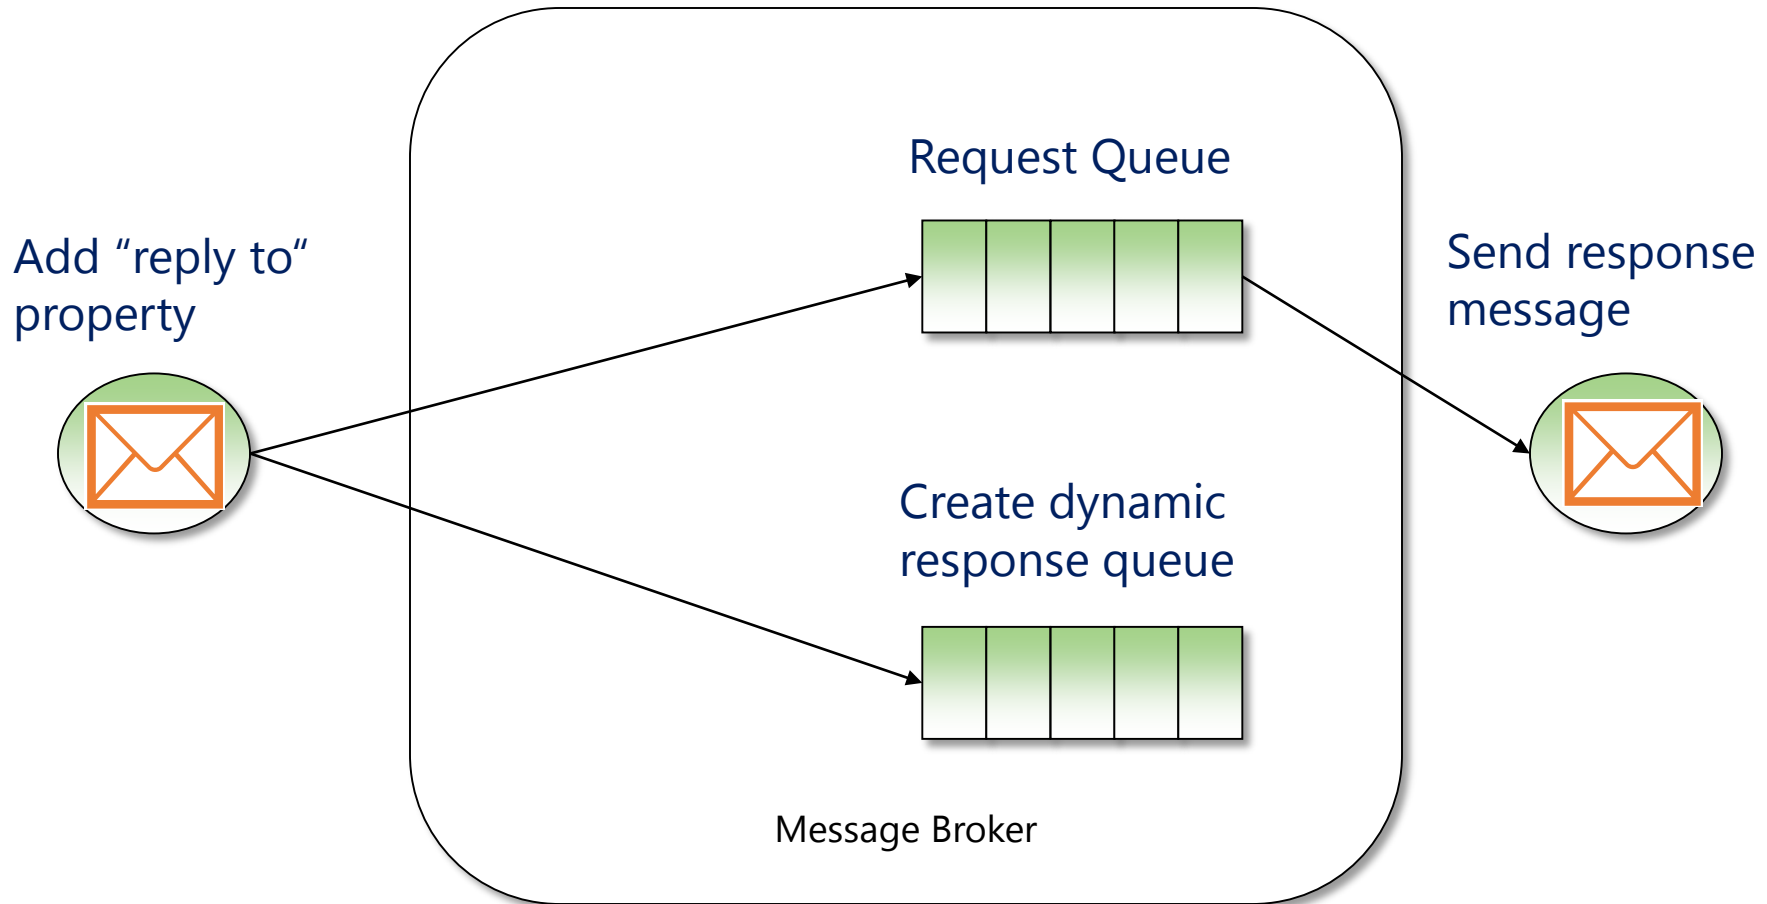 Request Queue
Add “reply to“
property
Send response
message
Create dynamic
response queue
Message Broker